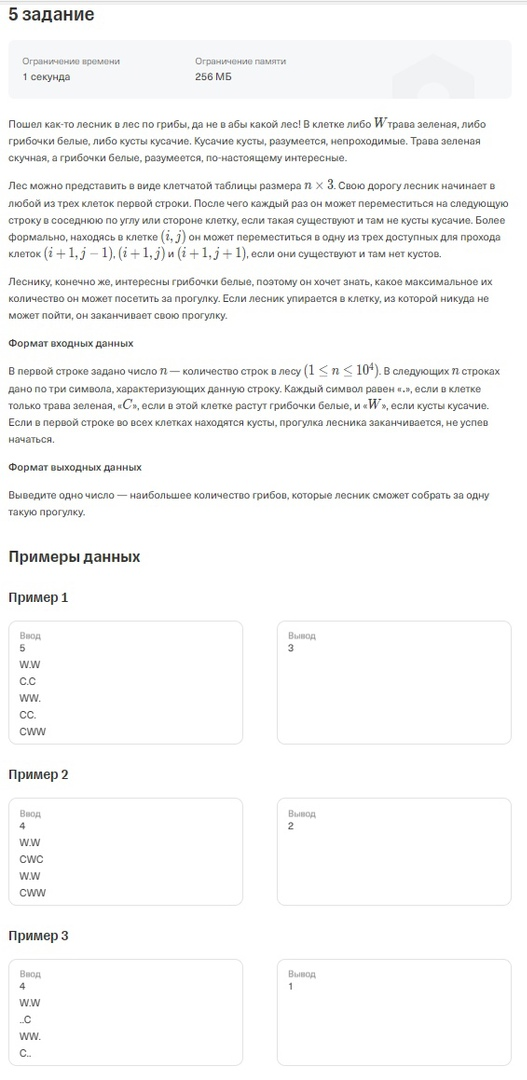 5 задание
Ограничение времени
Ограничение памяти
1 секунда
256 МБ
Пошел как-то лесник в лес по грибы, да не в абы какой лес! В клетке либо W трава зеленая, либо
грибочки белые, либо кусты кусачие. Кусачие кусты, разумеется, непроходимые. Трава зеленая
скучная, а грибочки белые, разумеется, по-настоящему интересные.
Лес можно представить в виде клетчатой таблицы размера n × 3. Свою дорогу лесник начинает в
любой из трех клеток первой строки. После чего каждый раз он может переместиться на следующую
строку в соседнюю по углу или стороне клетку, если такая существуют и там не кусты кусачие. Более
формально, находясь в клетке (i, j) он может переместиться в одну из трех доступных для прохода
клеток (i + 1, j − 1), (i + 1, j) и (i + 1, j + 1), если они существуют и там нет кустов.
Леснику, конечно же, интересны грибочки белые, поэтому он хочет знать, какое максимальное их
количество он может посетить за прогулку. Если лесник упирается в клетку, из которой никуда не
может пойти, он заканчивает свою прогулку.
Формат входных данных
В первой строке задано число n — количество строк в лесу (1 ≤ n ≤ 10⁴). В следующих n строках
дано по три символа, характеризующих данную строку. Каждый символ равен «.», если в клетке
только трава зеленая, «C», если в этой клетке растут грибочки белые, и «W», если кусты кусачие.
Если в первой строке во всех клетках находятся кусты, прогулка лесника заканчивается, не успев
начаться.
Формат выходных данных
Выведите одно число — наибольшее количество грибов, которые лесник сможет собрать за одну
такую прогулку.
Примеры данных
Пример 1
Ввод
5
W.W
C.C
WW.
CC.
CWW
Вывод
3
Пример 2
Ввод
4
W.W
CWC
W.W
CWW
Вывод
2
Пример 3
Ввод
4
W.W
..C
WW.
C..
Вывод
1